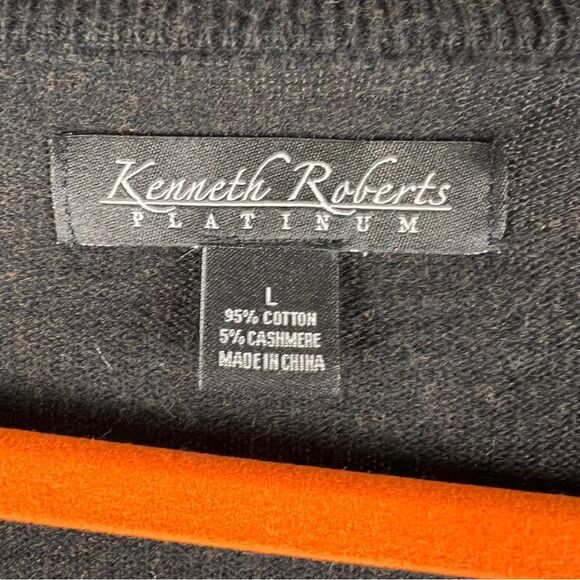 Kenneth Roberts
PLATINUM
L
95% COTTON
5% CASHMERE
MADE IN CHINA